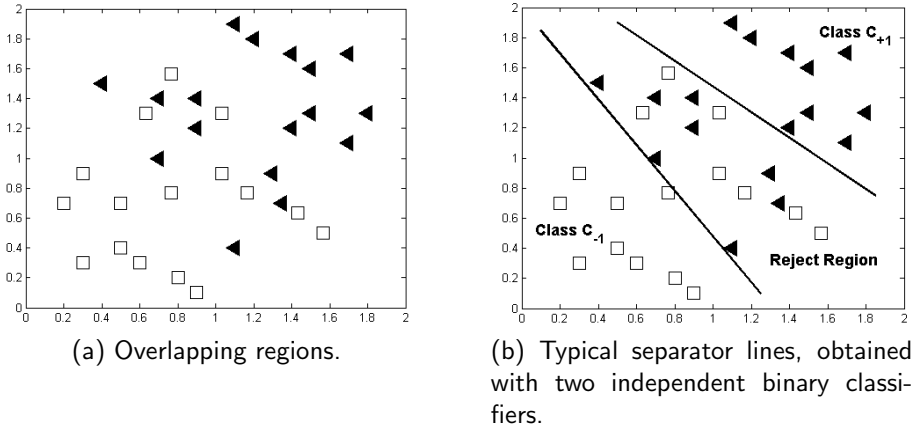 2
1.8
1.6
1.4
1.2
1
0.8
0.6
0.4
0.2
0
0 0.2 0.4 0.6 0.8 1 1.2 1.4 1.6 1.8 2
(a) Overlapping regions.
2
1.8
1.6
1.4
1.2
1
0.8
0.6
0.4
0.2
0
0 0.2 0.4 0.6 0.8 1 1.2 1.4 1.6 1.8 2
Class C+1
Class C-1
Reject Region
(b) Typical separator lines, obtained
with two independent binary classi-
fiers.